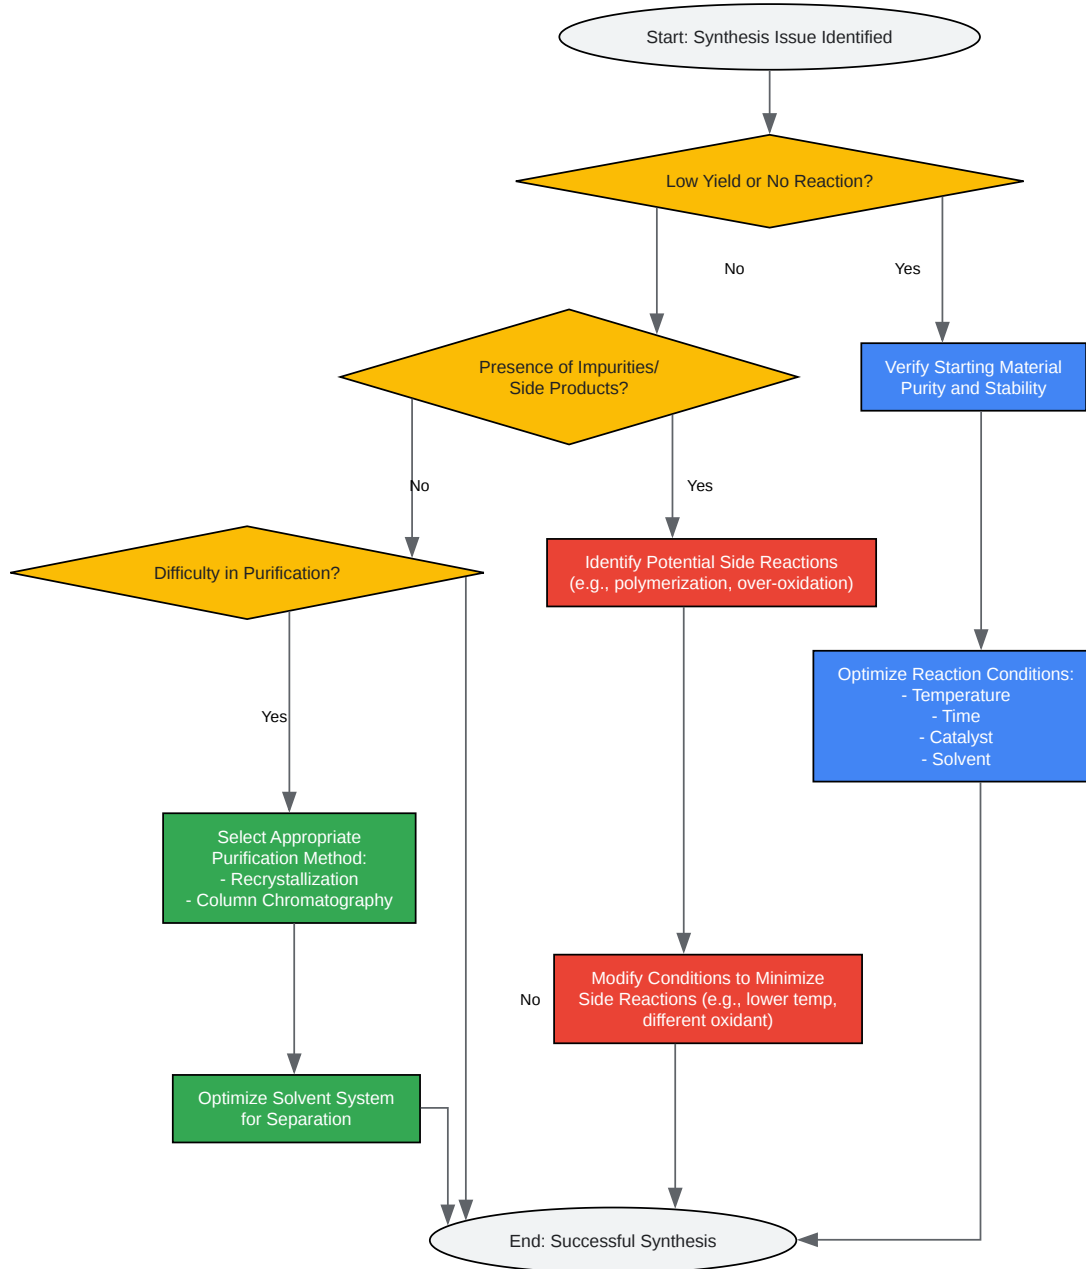 Start: Synthesis Issue Identified
Low Yield or No Reaction?
No
Yes
Presence of Impurities/
Side Products?
Verify Starting Material
Purity and Stability
No
Yes
Difficulty in Purification?
Identify Potential Side Reactions
(e.g., polymerization, over-oxidation)
Optimize Reaction Conditions:
- Temperature
- Time
- Catalyst
- Solvent
Yes
Select Appropriate
Purification Method:
- Recrystallization
- Column Chromatography
No
Modify Conditions to Minimize
Side Reactions (e.g., lower temp,
different oxidant)
Optimize Solvent System
for Separation
End: Successful Synthesis